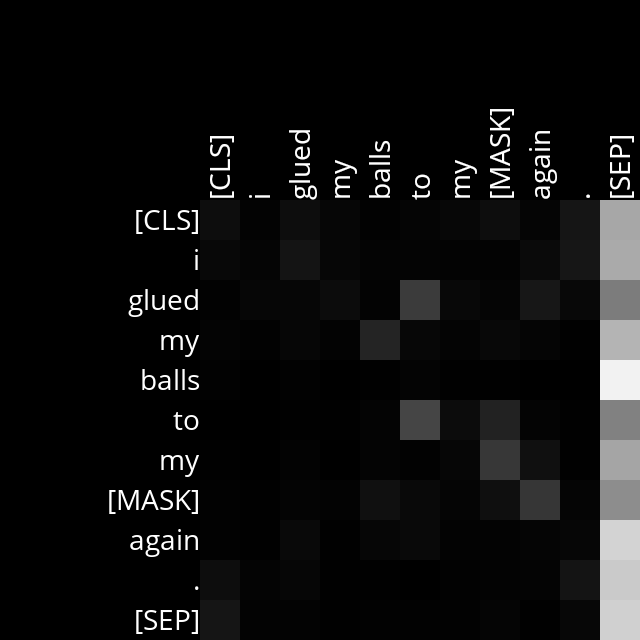 [CLS] i glued my balls to my [MASK] again . [SEP]
[CLS]
i
glued
my
balls
to
my
[MASK]
again
.
[SEP]